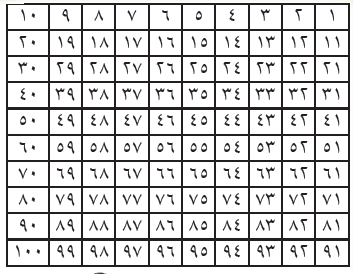 ١ ٢ ٣ ٤ ٥ ٦ ٧ ٨ ٩ ١٠
١١ ١٢ ١٣ ١٤ ١٥ ١٦ ١٧ ١٨ ١٩ ٢٠
٢١ ٢٢ ٢٣ ٢٤ ٢٥ ٢٦ ٢٧ ٢٨ ٢٩ ٣٠
٣١ ٣٢ ٣٣ ٣٤ ٣٥ ٣٦ ٣٧ ٣٨ ٣٩ ٤٠
٤١ ٤٢ ٤٣ ٤٤ ٤٥ ٤٦ ٤٧ ٤٨ ٤٩ ٥٠
٥١ ٥٢ ٥٣ ٥٤ ٥٥ ٥٦ ٥٧ ٥٨ ٥٩ ٦٠
٦١ ٦٢ ٦٣ ٦٤ ٦٥ ٦٦ ٦٧ ٦٨ ٦٩ ٧٠
٧١ ٧٢ ٧٣ ٧٤ ٧٥ ٧٦ ٧٧ ٧٨ ٧٩ ٨٠
٨١ ٨٢ ٨٣ ٨٤ ٨٥ ٨٦ ٨٧ ٨٨ ٨٩ ٩٠
٩١ ٩٢ ٩٣ ٩٤ ٩٥ ٩٦ ٩٧ ٩٨ ٩٩ ١٠٠